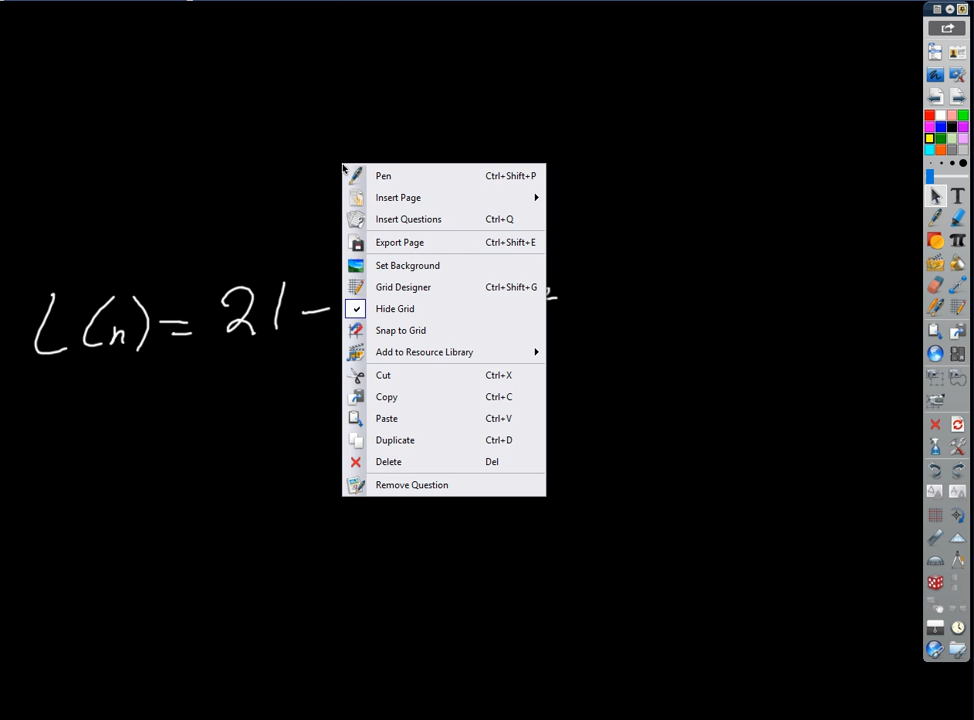 Pen Ctrl+Shift+P
Insert Page
Insert Questions Ctrl+Q
Export Page Ctrl+Shift+E
Set Background
Grid Designer Ctrl+Shift+G
Hide Grid
L(n) = 21 -
Snap to Grid
Add to Resource Library
Cut Ctrl+X
Copy Ctrl+C
Paste Ctrl+V
Duplicate Ctrl+D
Delete Del
Remove Question